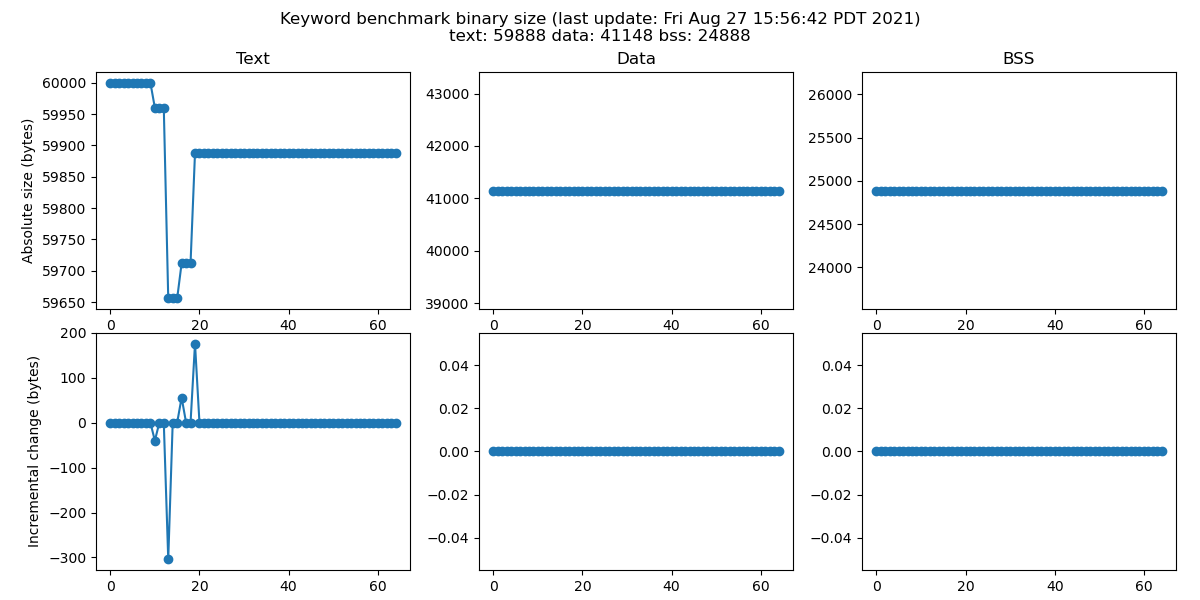 Keyword benchmark binary size (last update: Fri Aug 27 15:56:42 PDT 2021)
text: 59888 data: 41148 bss: 24888
Text
Data
BSS
Absolute size (bytes)
60000
59950
59900
59850
59800
59750
59700
59650
0 20 40 60
43000
42000
41000
40000
39000
0 20 40 60
26000
25500
25000
24500
24000
0 20 40 60
Incremental change (bytes)
200
100
0
−100
−200
−300
0 20 40 60
0.04
0.02
0.00
−0.02
−0.04
0 20 40 60
0.04
0.02
0.00
−0.02
−0.04
0 20 40 60